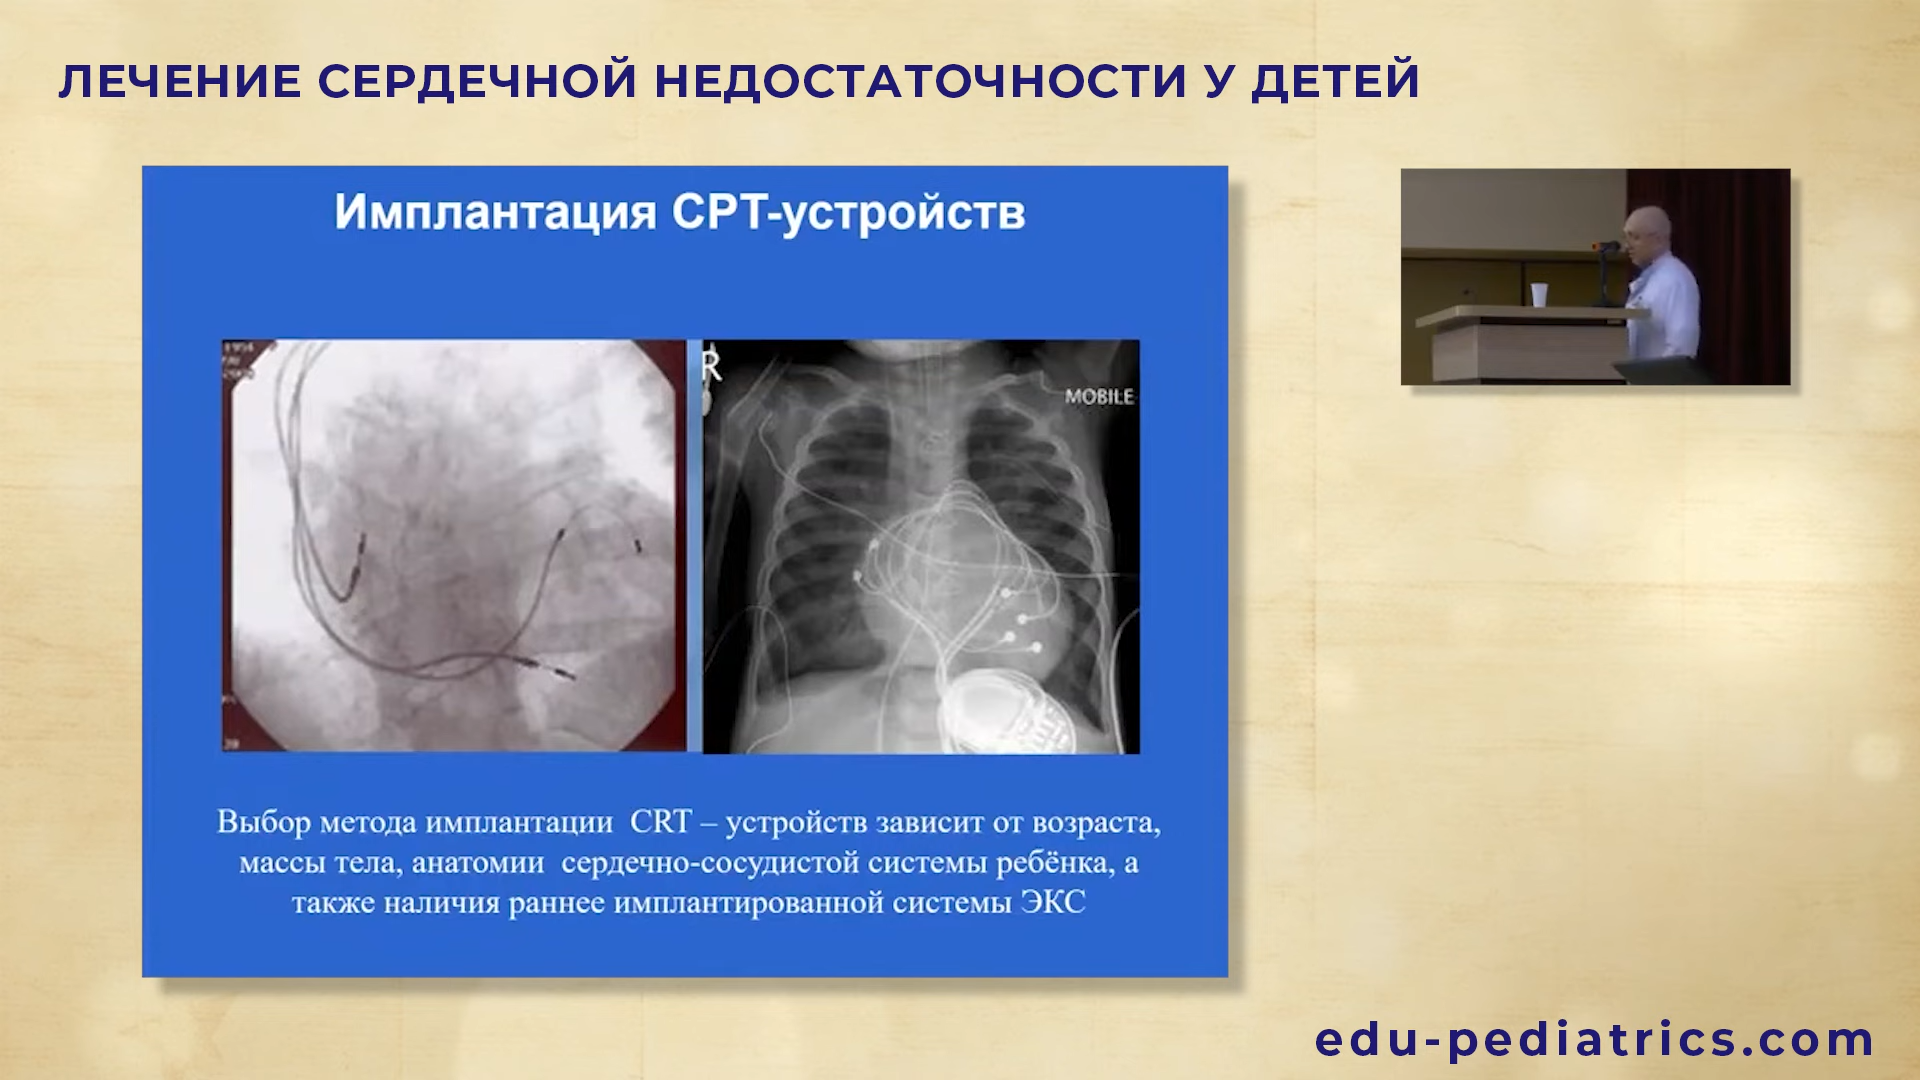 ЛЕЧЕНИЕ СЕРДЕЧНОЙ НЕДОСТАТОЧНОСТИ У ДЕТЕЙ
Имплантация СРТ-устройств
R
MOBILE
Выбор метода имплантации CRT – устройств зависит от возраста,
массы тела, анатомии сердечно-сосудистой системы ребёнка, а
также наличия раннее имплантированной системы ЭКС
edu-pediatrics.com